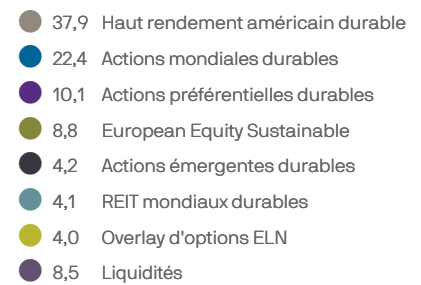 37,9 Haut rendement américain durable
22,4 Actions mondiales durables
10,1 Actions préférentielles durables
8,8 European Equity Sustainable
4,2 Actions émergentes durables
4,1 REIT mondiaux durables
4,0 Overlay d'options ELN
8,5 Liquidités